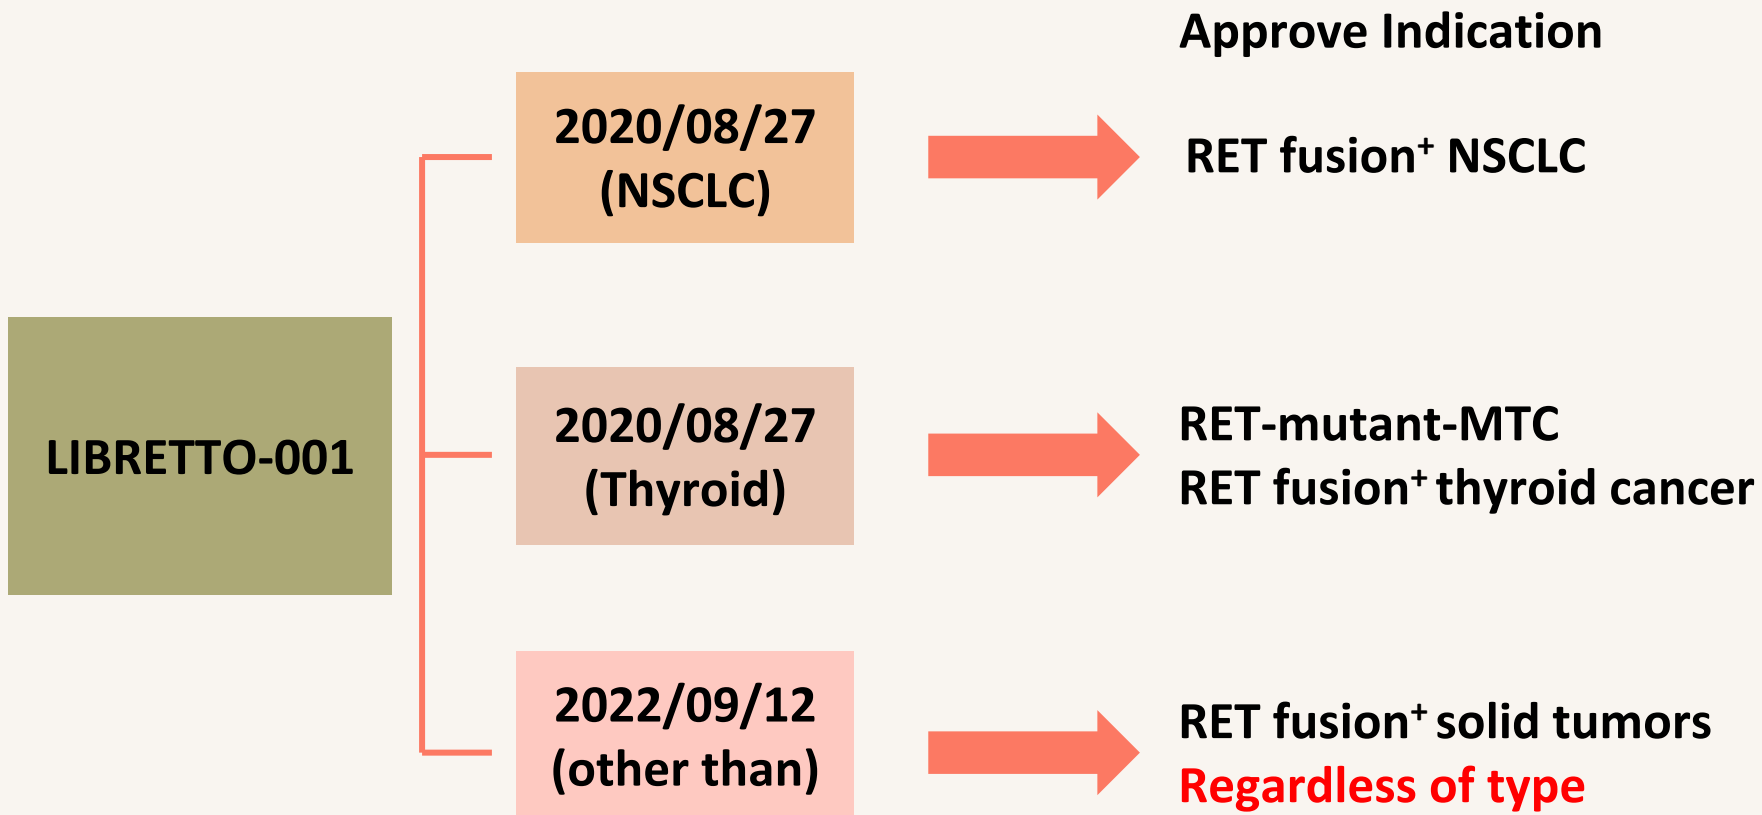 Approve Indication
2020/08/27
(NSCLC)
RET fusion⁺ NSCLC
LIBRETTO-001
2020/08/27
(Thyroid)
RET-mutant-MTC
RET fusion⁺ thyroid cancer
2022/09/12
(other than)
RET fusion⁺ solid tumors
Regardless of type